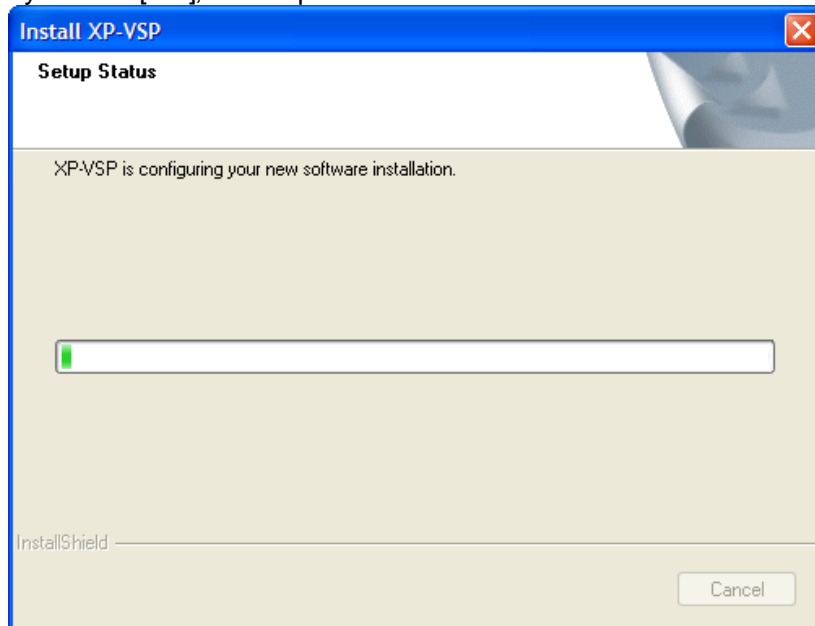 Install XP-VSP
Setup Status
XP-VSP is configuring your new software installation.
InstallShield
Cancel